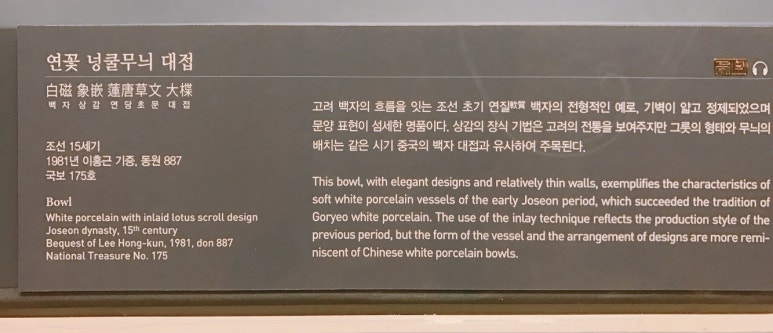 연꽃 넝쿨무늬 대접
白磁 象嵌 蓮唐草文 大楪
백자상감 연당초문 대접
조선 15세기
1981년 이홍근 기증, 동원 887
국보 175호
Bowl
White porcelain with inlaid lotus scroll design
Joseon dynasty, 15th century
Bequest of Lee Hong-kun, 1981, don 887
National Treasure No. 175
국보
고려 백자의 흐름을 잇는 조선 초기 연질軟質 백자의 전형적인 예로, 기벽이 얇고 정제되었으며
문양 표현이 섬세한 명품이다. 상감의 장식 기법은 고려의 전통을 보여주지만 그릇의 형태와 무늬의
배치는 같은 시기 중국의 백자 대접과 유사하여 주목된다.
This bowl, with elegant designs and relatively thin walls, exemplifies the characteristics of
soft white porcelain vessels of the early Joseon period, which succeeded the tradition of
Goryeo white porcelain. The use of the inlay technique reflects the production style of the
previous period, but the form of the vessel and the arrangement of designs are more remi-
niscent of Chinese white porcelain bowls.